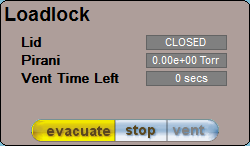 Loadlock
Lid CLOSED
Pirani 0.00e+00 Torr
Vent Time Left 0 secs
evacuate stop vent